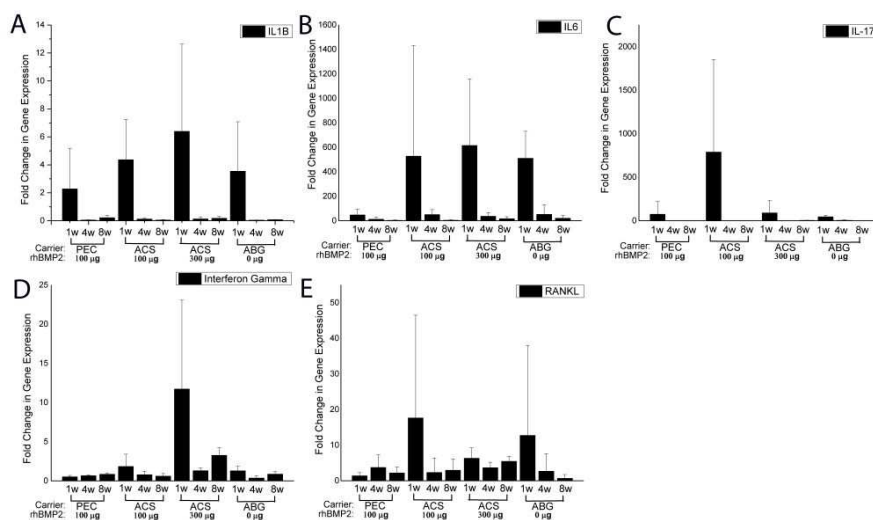 A
IL1B
Fold Change in Gene Expression
14
12
10
8
6
4
2
0
1w 4w 8w 1w 4w 8w 1w 4w 8w 1w 4w 8w
Carrier: PEC ACS ACS ABG
rhBMP2: 100 µg 100 µg 300 µg 0 µg
B
IL6
Fold Change in Gene Expression
1600
1400
1200
1000
800
600
400
200
0
1w 4w 8w 1w 4w 8w 1w 4w 8w 1w 4w 8w
Carrier: PEC ACS ACS ABG
rhBMP2: 100 µg 100 µg 300 µg 0 µg
C
IL-17
Fold Change in Gene Expression
2000
1500
1000
500
0
1w 4w 8w 1w 4w 8w 1w 4w 8w 1w 4w 8w
Carrier: PEC ACS ACS ABG
rhBMP2: 100 µg 100 µg 300 µg 0 µg
D
Interferon Gamma
Fold Change in Gene Expression
25
20
15
10
5
0
1w 4w 8w 1w 4w 8w 1w 4w 8w 1w 4w 8w
Carrier: PEC ACS ACS ABG
rhBMP2: 100 µg 100 µg 300 µg 0 µg
E
RANKL
Fold Change in Gene Expression
50
40
30
20
10
0
1w 4w 8w 1w 4w 8w 1w 4w 8w 1w 4w 8w
Carrier: PEC ACS ACS ABG
rhBMP2: 100 µg 100 µg 300 µg 0 µg